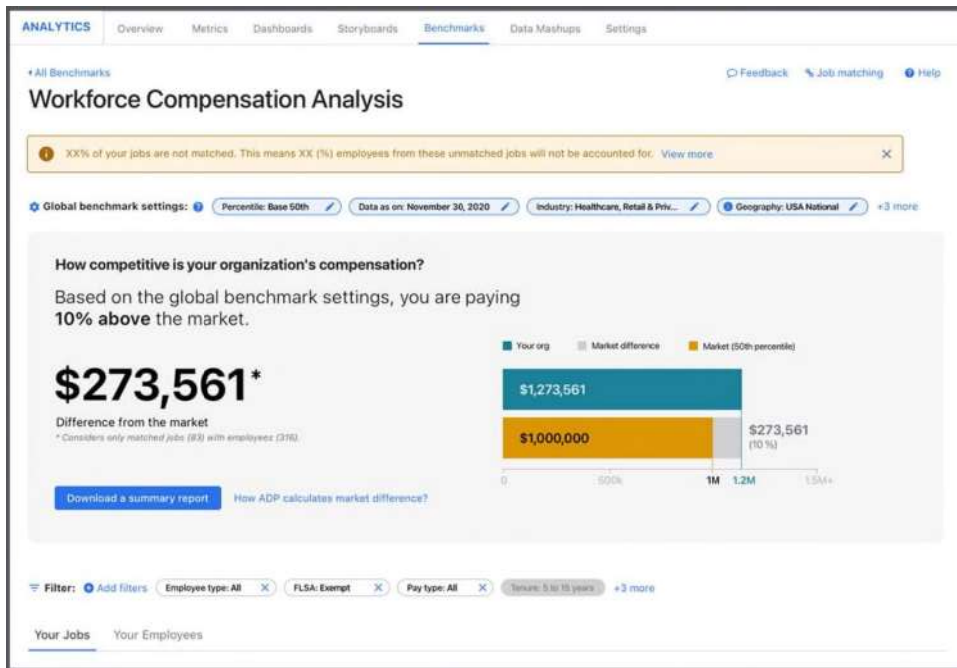 ANALYTICS Overview Metrics Dashboards Storyboards Benchmarks Data Mashups Settings
All Benchmarks Feedback Job matching Help
Workforce Compensation Analysis
XX% of your jobs are not matched. This means XX (%) employees from these unmatched jobs will not be accounted for. View more
Global benchmark settings: Percentile: Base 50th Data as on: November 30, 2020 Industry: Healthcare, Retail & Priv... Geography: USA National +3 more
How competitive is your organization's compensation?
Based on the global benchmark settings, you are paying
10% above the market.
Your org Market difference Market (50th percentile)
$273,561*
$1,273,561
Difference from the market
* Considers only matched jobs (83) with employees (316).
$1,000,000
$273,561
(10 %)
0 500k 1M 1.2M 1.5M+
Download a summary report How ADP calculates market difference?
Filter: Add filters Employee type: All FLSA: Exempt Pay type: All Tenure: 5 to 15 years +3 more
Your Jobs Your Employees